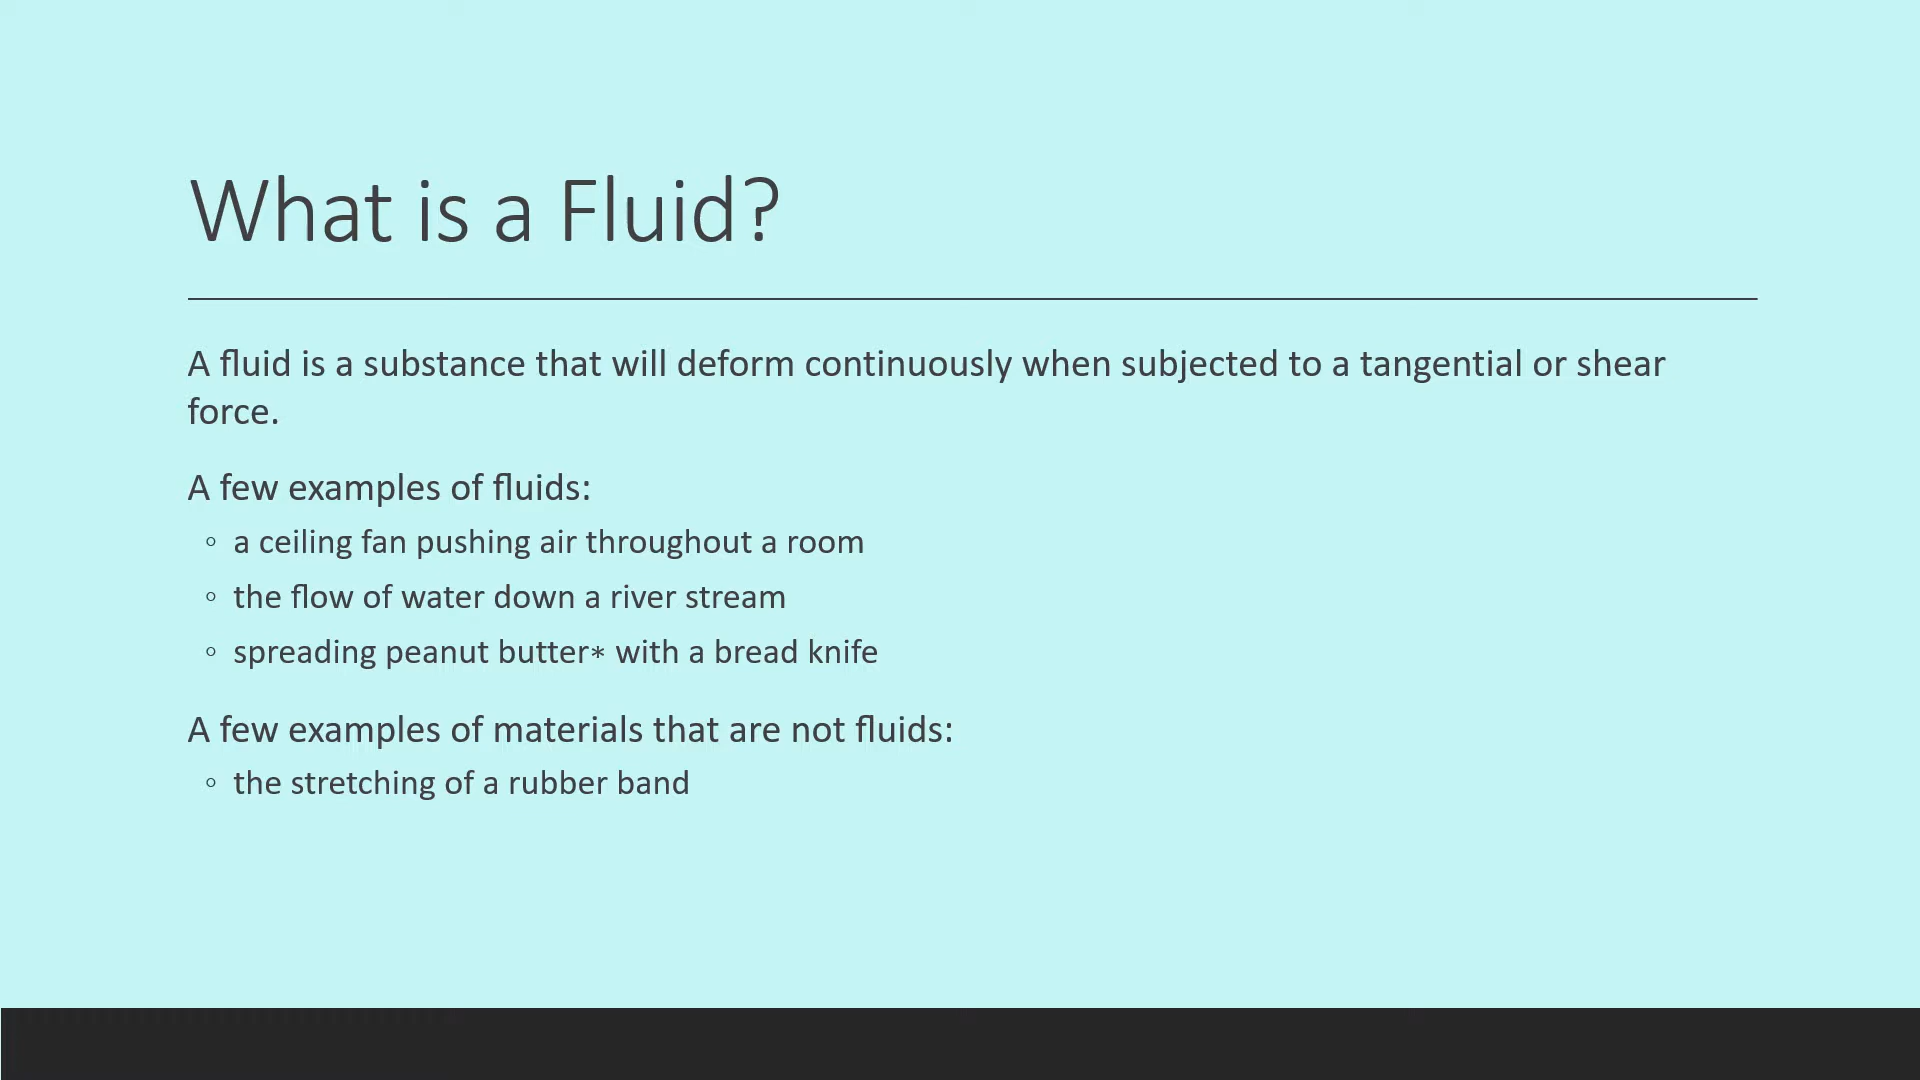 What is a Fluid?
A fluid is a substance that will deform continuously when subjected to a tangential or shear
force.
A few examples of fluids:
◦ a ceiling fan pushing air throughout a room
◦ the flow of water down a river stream
◦ spreading peanut butter* with a bread knife
A few examples of materials that are not fluids:
◦ the stretching of a rubber band